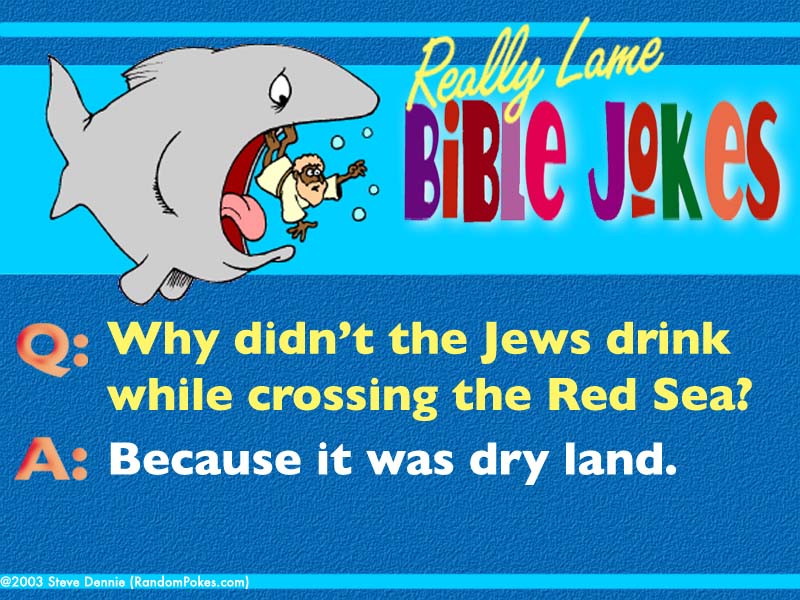 Really Lame
BIBLE JOKES
Q: Why didn't the Jews drink
while crossing the Red Sea?
A: Because it was dry land.
©2003 Steve Dennie (RandomPokes.com)